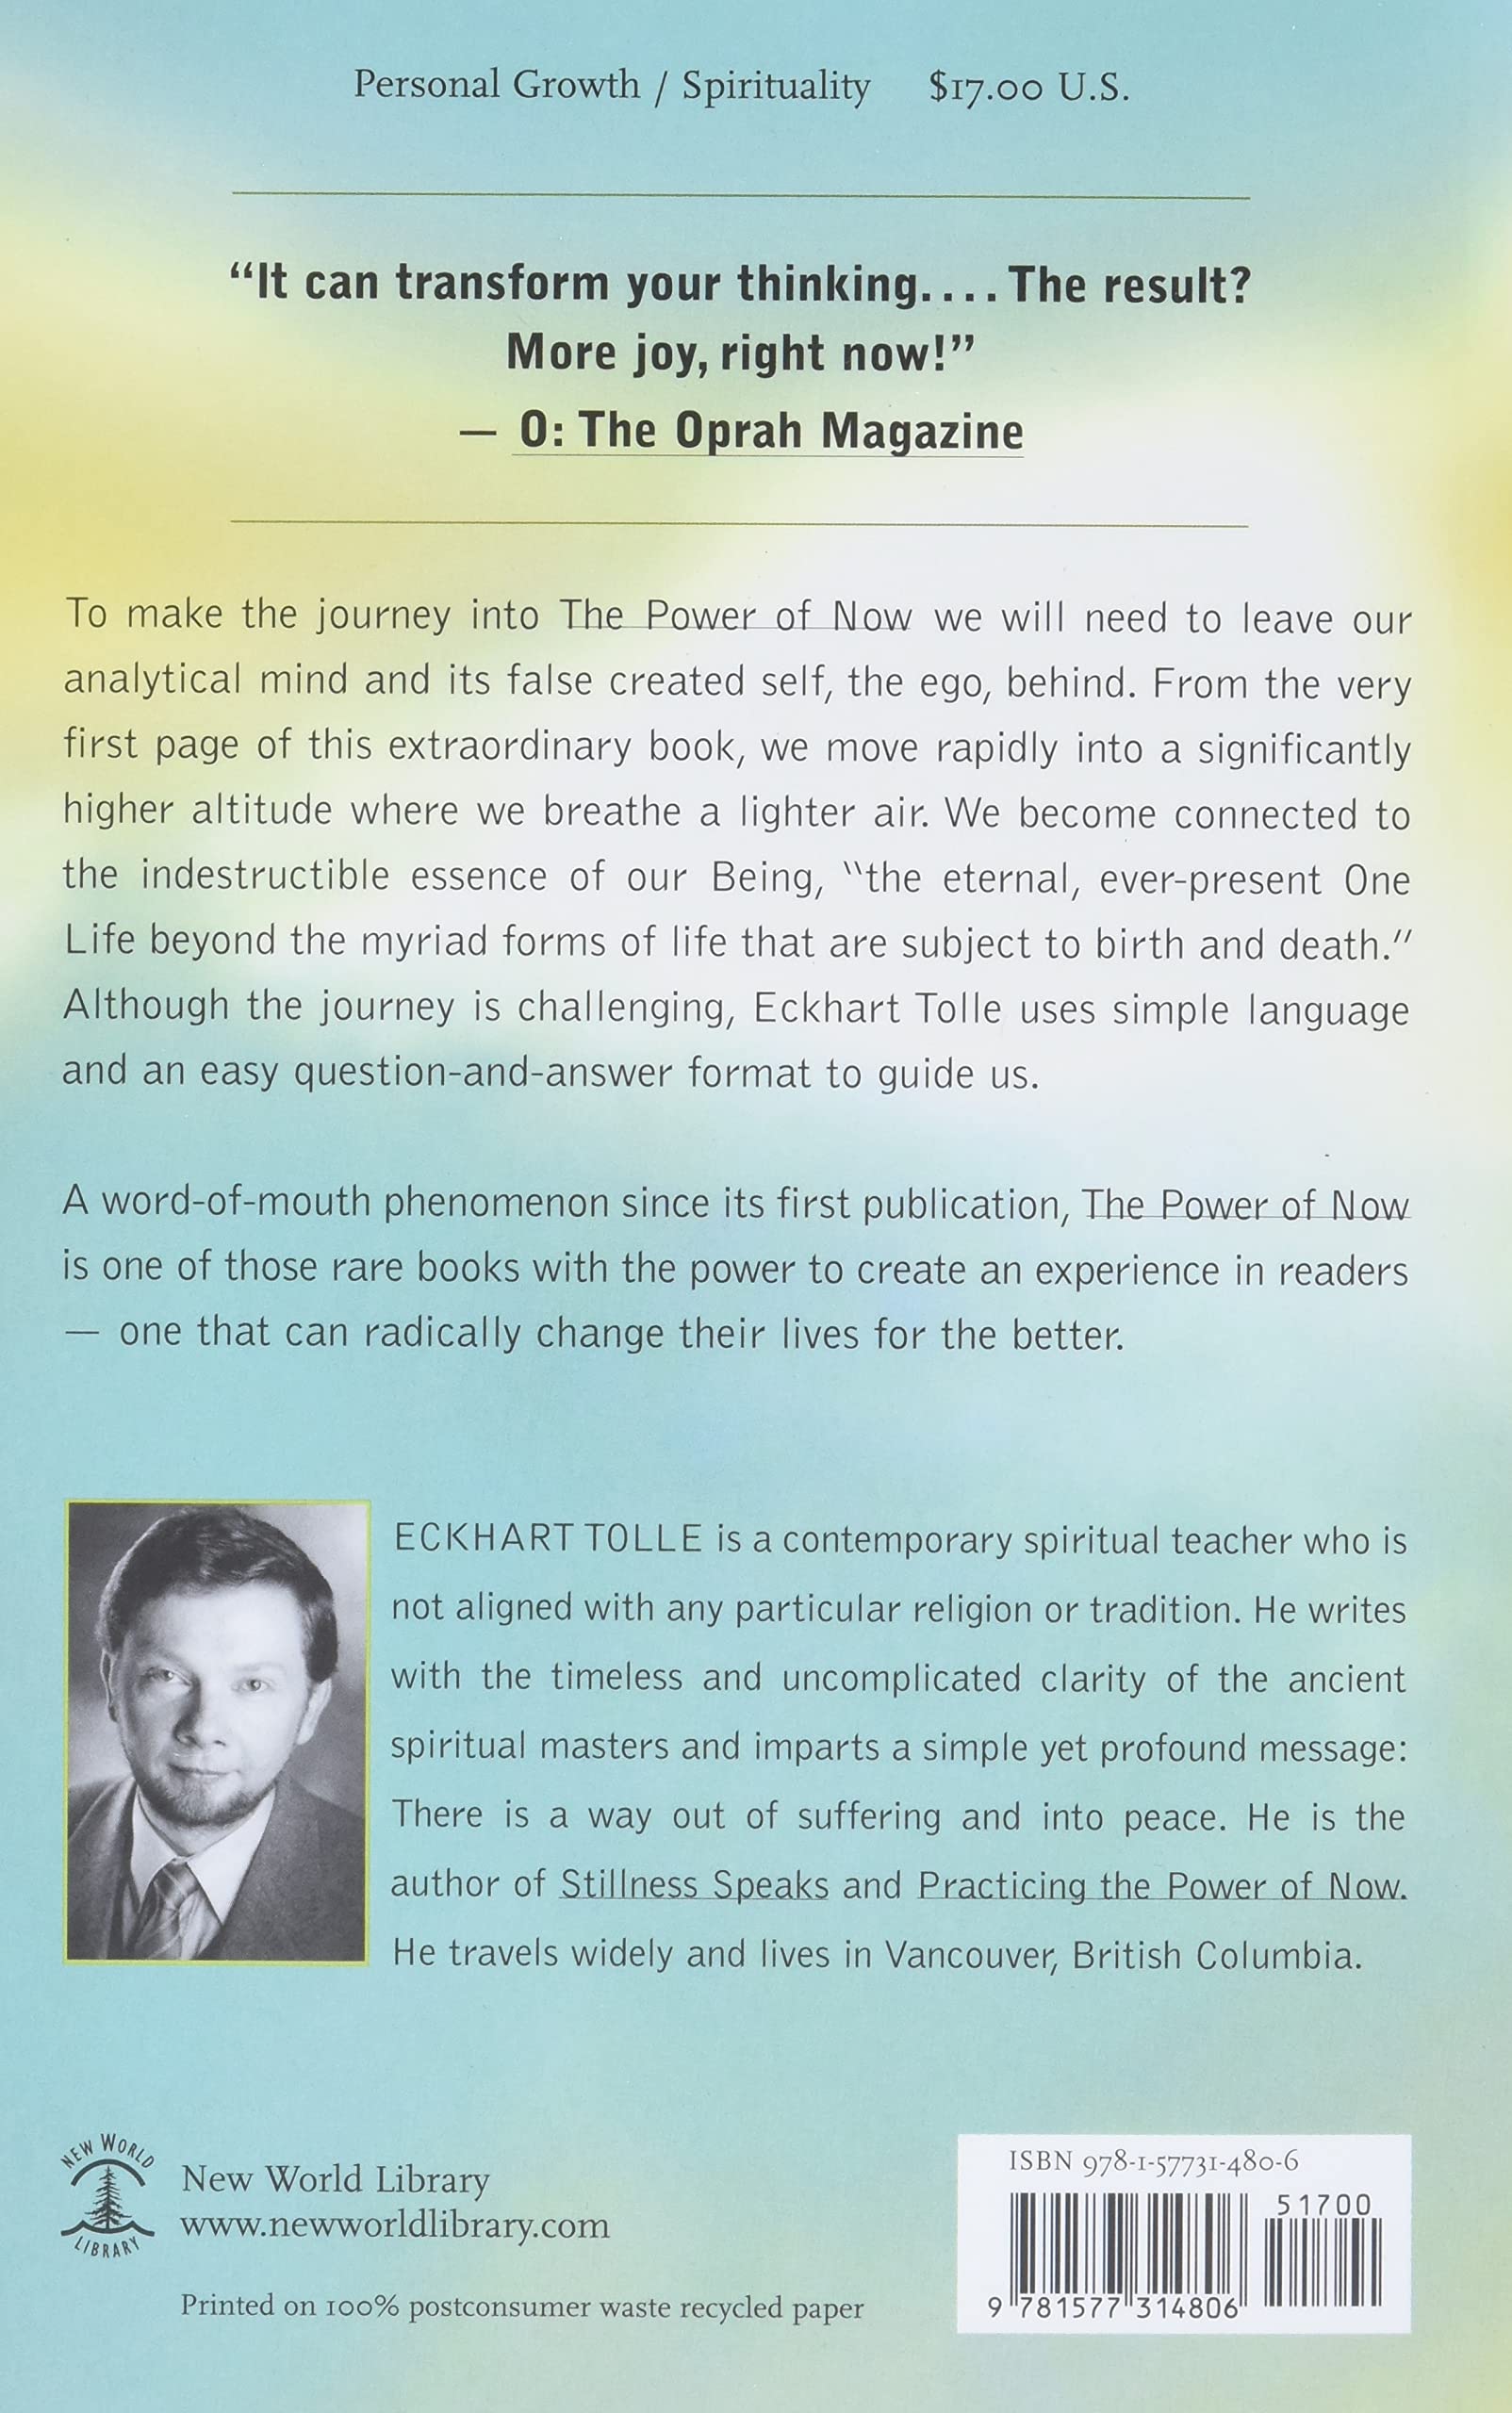 Personal Growth / Spirituality $17.00 U.S.
“It can transform your thinking.... The result?
More joy, right now!”
— O: The Oprah Magazine
To make the journey into The Power of Now we will need to leave our
analytical mind and its false created self, the ego, behind. From the very
first page of this extraordinary book, we move rapidly into a significantly
higher altitude where we breathe a lighter air. We become connected to
the indestructible essence of our Being, "the eternal, ever-present One
Life beyond the myriad forms of life that are subject to birth and death."
Although the journey is challenging, Eckhart Tolle uses simple language
and an easy question-and-answer format to guide us.
A word-of-mouth phenomenon since its first publication, The Power of Now
is one of those rare books with the power to create an experience in readers
— one that can radically change their lives for the better.
ECKHART TOLLE is a contemporary spiritual teacher who is
not aligned with any particular religion or tradition. He writes
with the timeless and uncomplicated clarity of the ancient
spiritual masters and imparts a simple yet profound message:
There is a way out of suffering and into peace. He is the
author of Stillness Speaks and Practicing the Power of Now.
He travels widely and lives in Vancouver, British Columbia.
NEW WORLD
LIBRARY
New World Library
www.newworldlibrary.com
Printed on 100% postconsumer waste recycled paper
ISBN 978-1-57731-480-6
51700
9 781577 314806